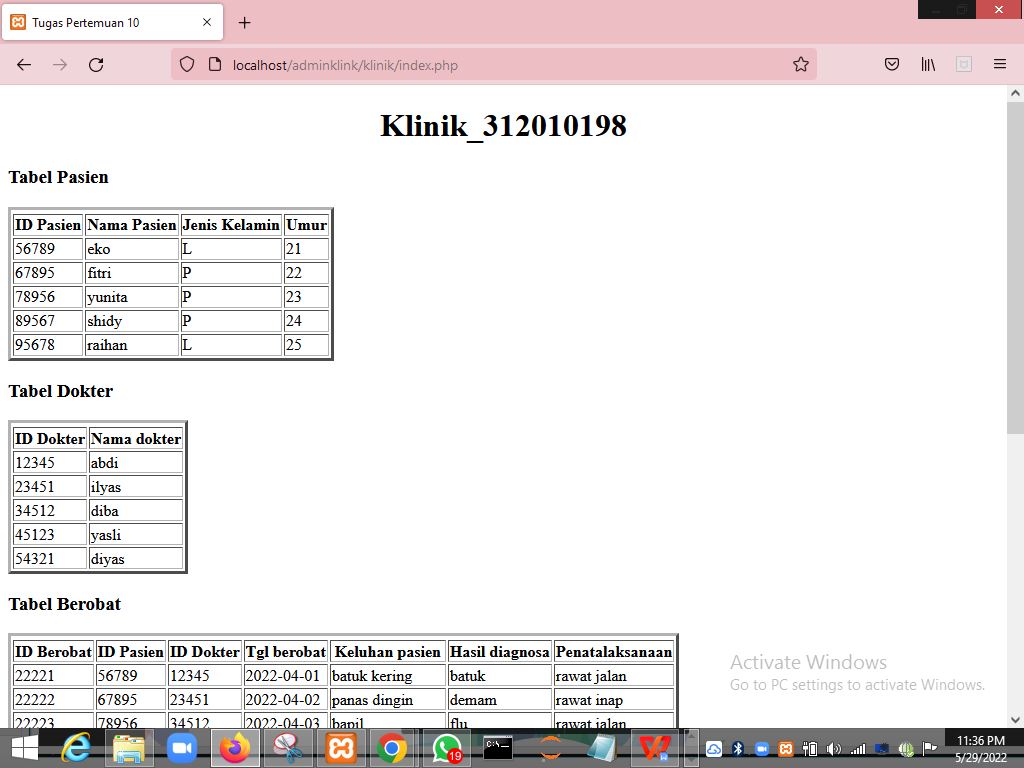 Tugas Pertemuan 10
localhost/adminklink/klinik/index.php
Klinik_312010198
Tabel Pasien
ID Pasien Nama Pasien Jenis Kelamin Umur
56789 eko L 21
67895 fitri P 22
78956 yunita P 23
89567 shidy P 24
95678 raihan L 25
Tabel Dokter
ID Dokter Nama dokter
12345 abdi
23451 ilyas
34512 diba
45123 yasli
54321 diyas
Tabel Berobat
ID Berobat ID Pasien ID Dokter Tgl berobat Keluhan pasien Hasil diagnosa Penatalaksanaan
22221 56789 12345 2022-04-01 batuk kering batuk rawat jalan
22222 67895 23451 2022-04-02 panas dingin demam rawat inap
22223 78956 34512 2022-04-03 bapil flu rawat jalan
Activate Windows
Go to PC settings to activate Windows.
19
C:\_
11:36 PM
5/29/2022